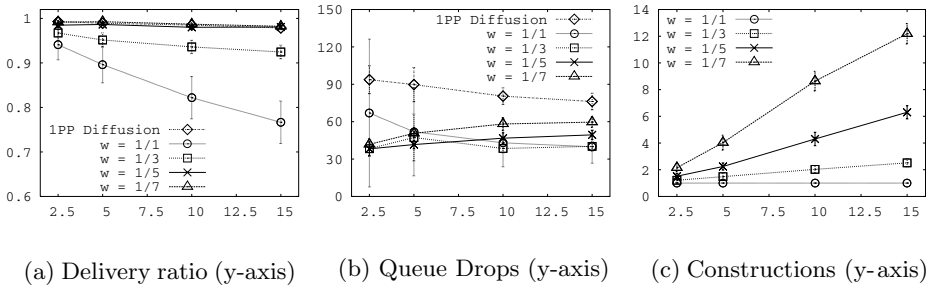 1
0.9
0.8
0.7
0.6
1PP Diffusion
w = 1/1
w = 1/3
w = 1/5
w = 1/7
2.5 5 7.5 10 12.5 15
(a) Delivery ratio (y-axis)
150
120
90
60
30
0
1PP Diffusion
w = 1/1
w = 1/3
w = 1/5
w = 1/7
2.5 5 7.5 10 12.5 15
(b) Queue Drops (y-axis)
14
12
10
8
6
4
2
0
w = 1/1
w = 1/3
w = 1/5
w = 1/7
2.5 5 7.5 10 12.5 15
(c) Constructions (y-axis)